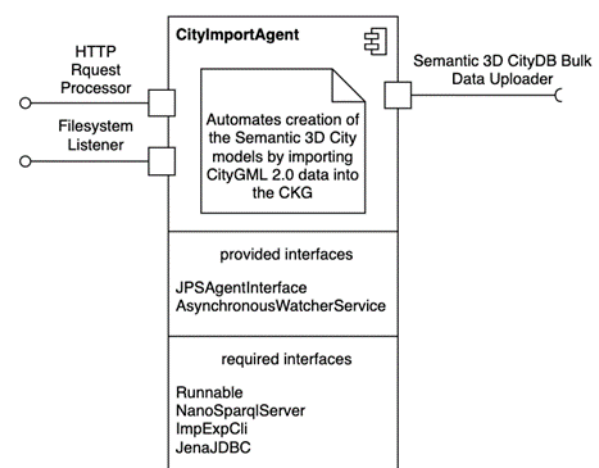 CityImportAgent
HTTP
Rquest
Processor
Filesystem
Listener
Semantic 3D CityDB Bulk
Data Uploader
Automates creation of
the Semantic 3D City
models by importing
CityGML 2.0 data into
the CKG
provided interfaces
JPSAgentInterface
AsynchronousWatcherService
required interfaces
Runnable
NanoSparqlServer
ImpExpCli
JenaJDBC